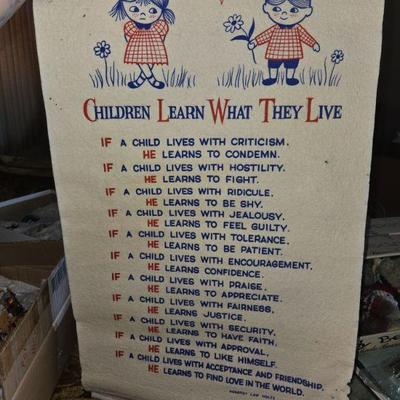 CHILDREN LEARN WHAT THEY LIVE
IF A CHILD LIVES WITH CRITICISM,
HE LEARNS TO CONDEMN.
IF A CHILD LIVES WITH HOSTILITY,
HE LEARNS TO FIGHT.
IF A CHILD LIVES WITH RIDICULE,
HE LEARNS TO BE SHY.
IF A CHILD LIVES WITH JEALOUSY,
HE LEARNS TO FEEL GUILTY.
IF A CHILD LIVES WITH TOLERANCE,
HE LEARNS TO BE PATIENT.
IF A CHILD LIVES WITH ENCOURAGEMENT,
HE LEARNS CONFIDENCE.
IF A CHILD LIVES WITH PRAISE,
HE LEARNS TO APPRECIATE.
IF A CHILD LIVES WITH FAIRNESS,
HE LEARNS JUSTICE.
IF A CHILD LIVES WITH SECURITY,
HE LEARNS TO HAVE FAITH.
IF A CHILD LIVES WITH APPROVAL,
HE LEARNS TO LIKE HIMSELF.
IF A CHILD LIVES WITH ACCEPTANCE AND FRIENDSHIP,
HE LEARNS TO FIND LOVE IN THE WORLD.
DOROTHY LAW NOLTE